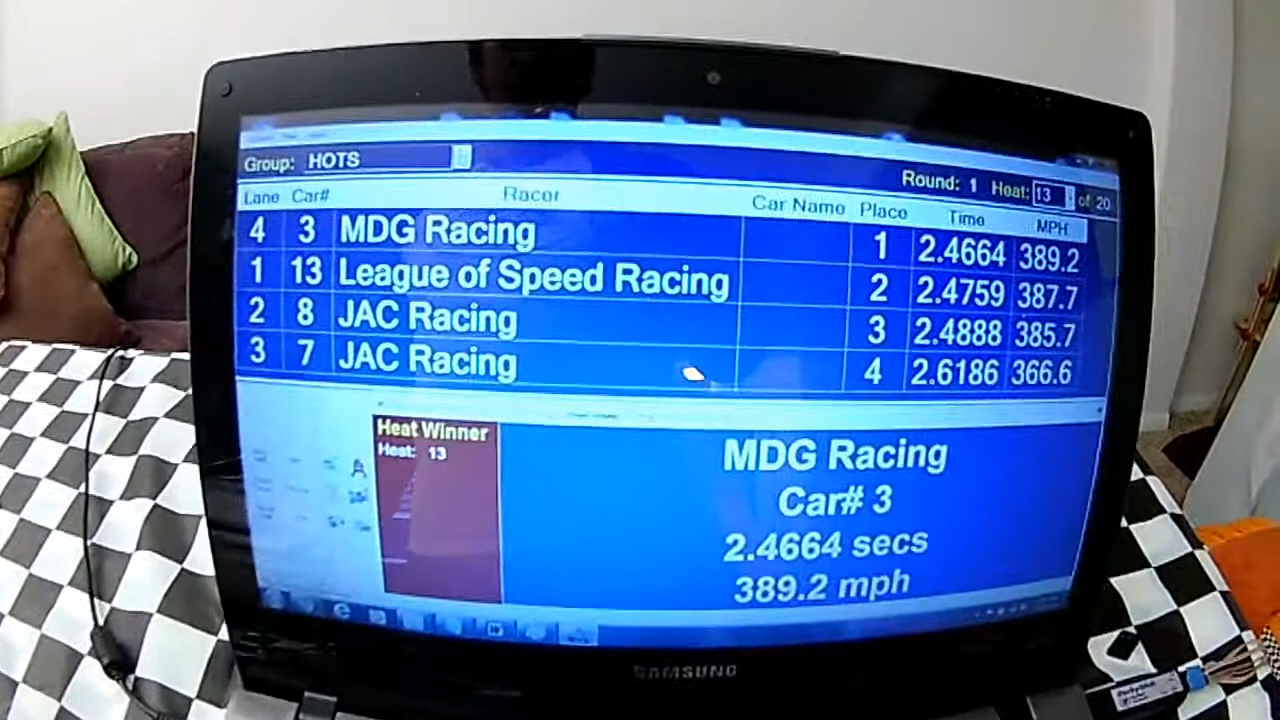 Group: HOTS
Round: 1 Heat: 13 of 20
Lane Car# Racer Car Name Place Time MPH
4 3 MDG Racing 1 2.4664 389.2
1 13 League of Speed Racing 2 2.4759 387.7
2 8 JAC Racing 3 2.4888 385.7
3 7 JAC Racing 4 2.6186 366.6
Heat Winner
Heat: 13
MDG Racing
Car# 3
2.4664 secs
389.2 mph
SAMSUNG